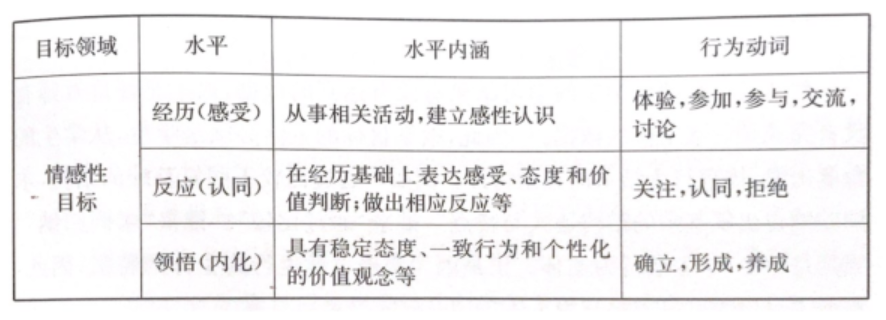 目标领域 水平 水平内涵 行为动词
经历(感受) 从事相关活动,建立感性认识 体验,参加,参与,交流,
讨论
情感性
目标
反应(认同) 在经历基础上表达感受、态度和价
值判断;做出相应反应等
关注,认同,拒绝
领悟(内化) 具有稳定态度、一致行为和个性化
的价值观念等
确立,形成,养成